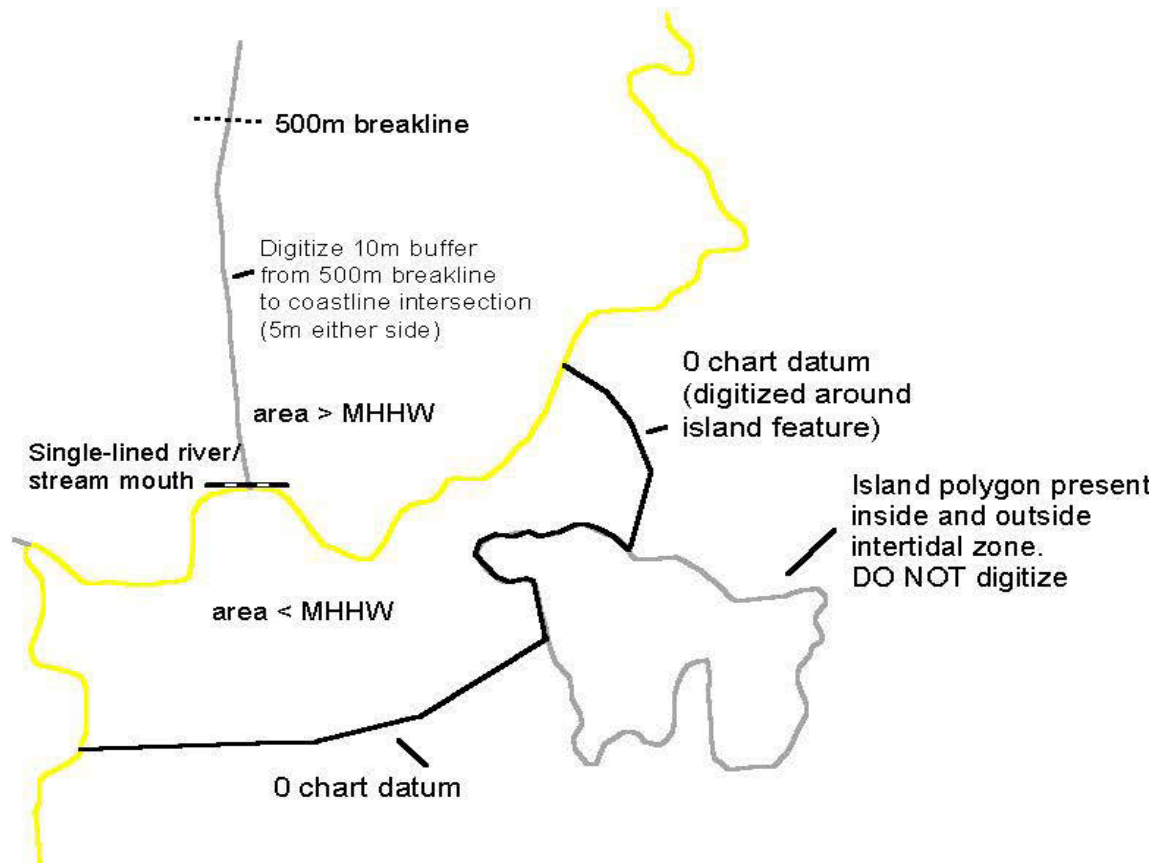 500m breakline
Digitize 10m buffer
from 500m breakline
to coastline intersection
(5m either side)
0 chart datum
(digitized around
island feature)
area > MHHW
Single-lined river/
stream mouth
Island polygon present
inside and outside
intertidal zone.
DO NOT digitize
area < MHHW
0 chart datum